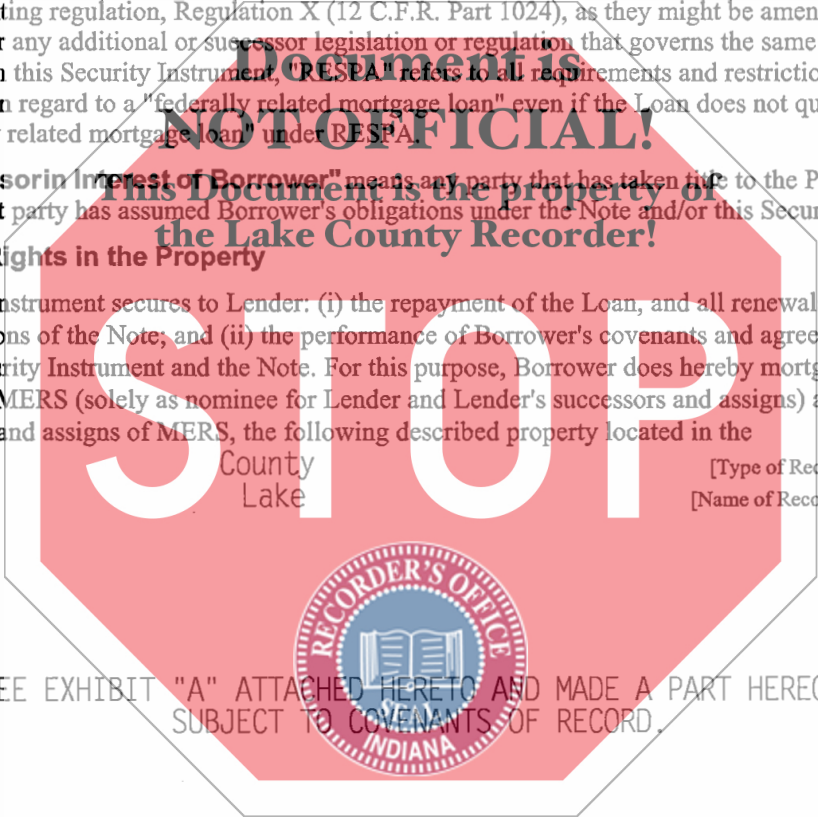 ting regulation, Regulation X (12 C.F.R. Part 1024), as they might be amen
r any additional or successor legislation or regulation that governs the same
Document is
n this Security Instrument, "RESPA" refers to all requirements and restrictio
n regard to a "federally related mortgage loan" even if the Loan does not qu
NOT OFFICIAL!
related mortgage loan" under RESPA.
sorin Interest of Borrower" means any party that has taken title to the P
This Document is the property of
t party has assumed Borrower's obligations under the Note and/or this Secur
the Lake County Recorder!
ights in the Property
nstrument secures to Lender: (i) the repayment of the Loan, and all renewal
ons of the Note; and (ii) the performance of Borrower's covenants and agree
rity Instrument and the Note. For this purpose, Borrower does hereby mortg
MERS (solely as nominee for Lender and Lender's successors and assigns) a
and assigns of MERS, the following described property located in the
STOP
County [Type of Rec
Lake [Name of Reco
RECORDER'S OFFICE
EE EXHIBIT "A" ATTACHED HERETO AND MADE A PART HEREO
SEAL
SUBJECT TO COVENANTS OF RECORD.
INDIANA